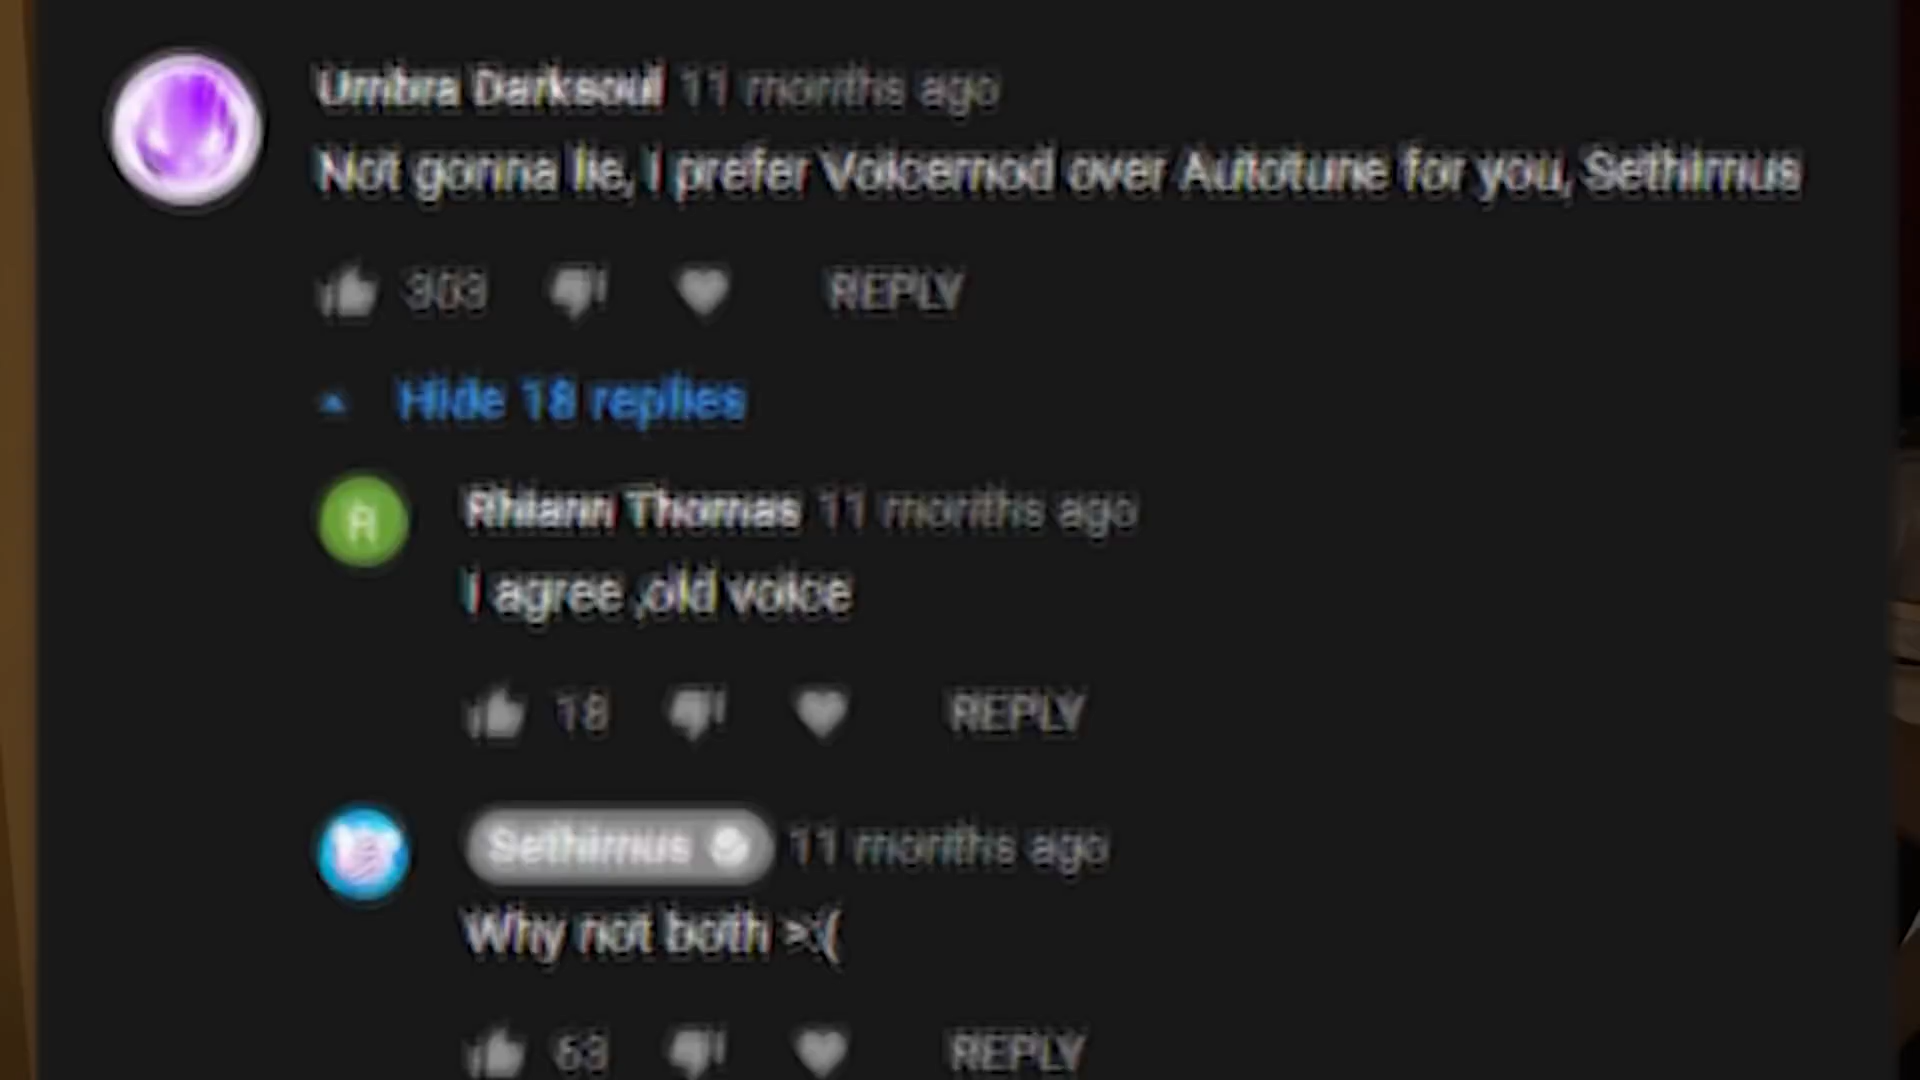 Umbra Darksoul 11 months ago
Not gonna lie, I prefer Voicemod over Autotune for you, Sethimus
303 REPLY
Hide 18 replies
R
Rhiann Thomas 11 months ago
I agree ,old voice
18 REPLY
Sethimus 11 months ago
Why not both >:(
63 REPLY